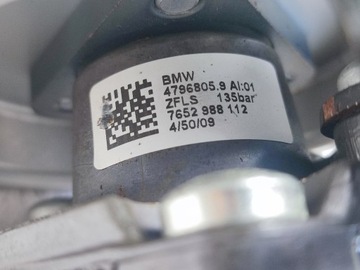 BMW
4796805.9 AI:01
ZFLS 135bar
7652 988 112
4/50/09